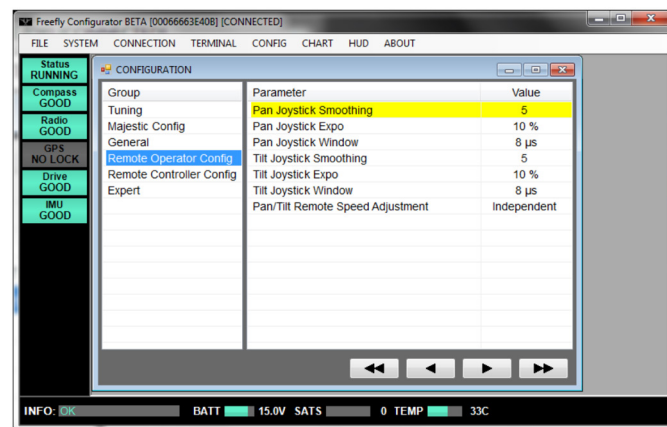 Freefly Configurator BETA [00066663E40B] [CONNECTED]
FILE SYSTEM CONNECTION TERMINAL CONFIG CHART HUD ABOUT
Status
RUNNING
Compass
GOOD
Radio
GOOD
GPS
NO LOCK
Drive
GOOD
IMU
GOOD
CONFIGURATION
Group
Tuning
Majestic Config
General
Remote Operator Config
Remote Controller Config
Expert
Parameter Value
Pan Joystick Smoothing 5
Pan Joystick Expo 10 %
Pan Joystick Window 8 µs
Tilt Joystick Smoothing 5
Tilt Joystick Expo 10 %
Tilt Joystick Window 8 µs
Pan/Tilt Remote Speed Adjustment Independent
INFO: OK BATT 15.0V SATS 0 TEMP 33C